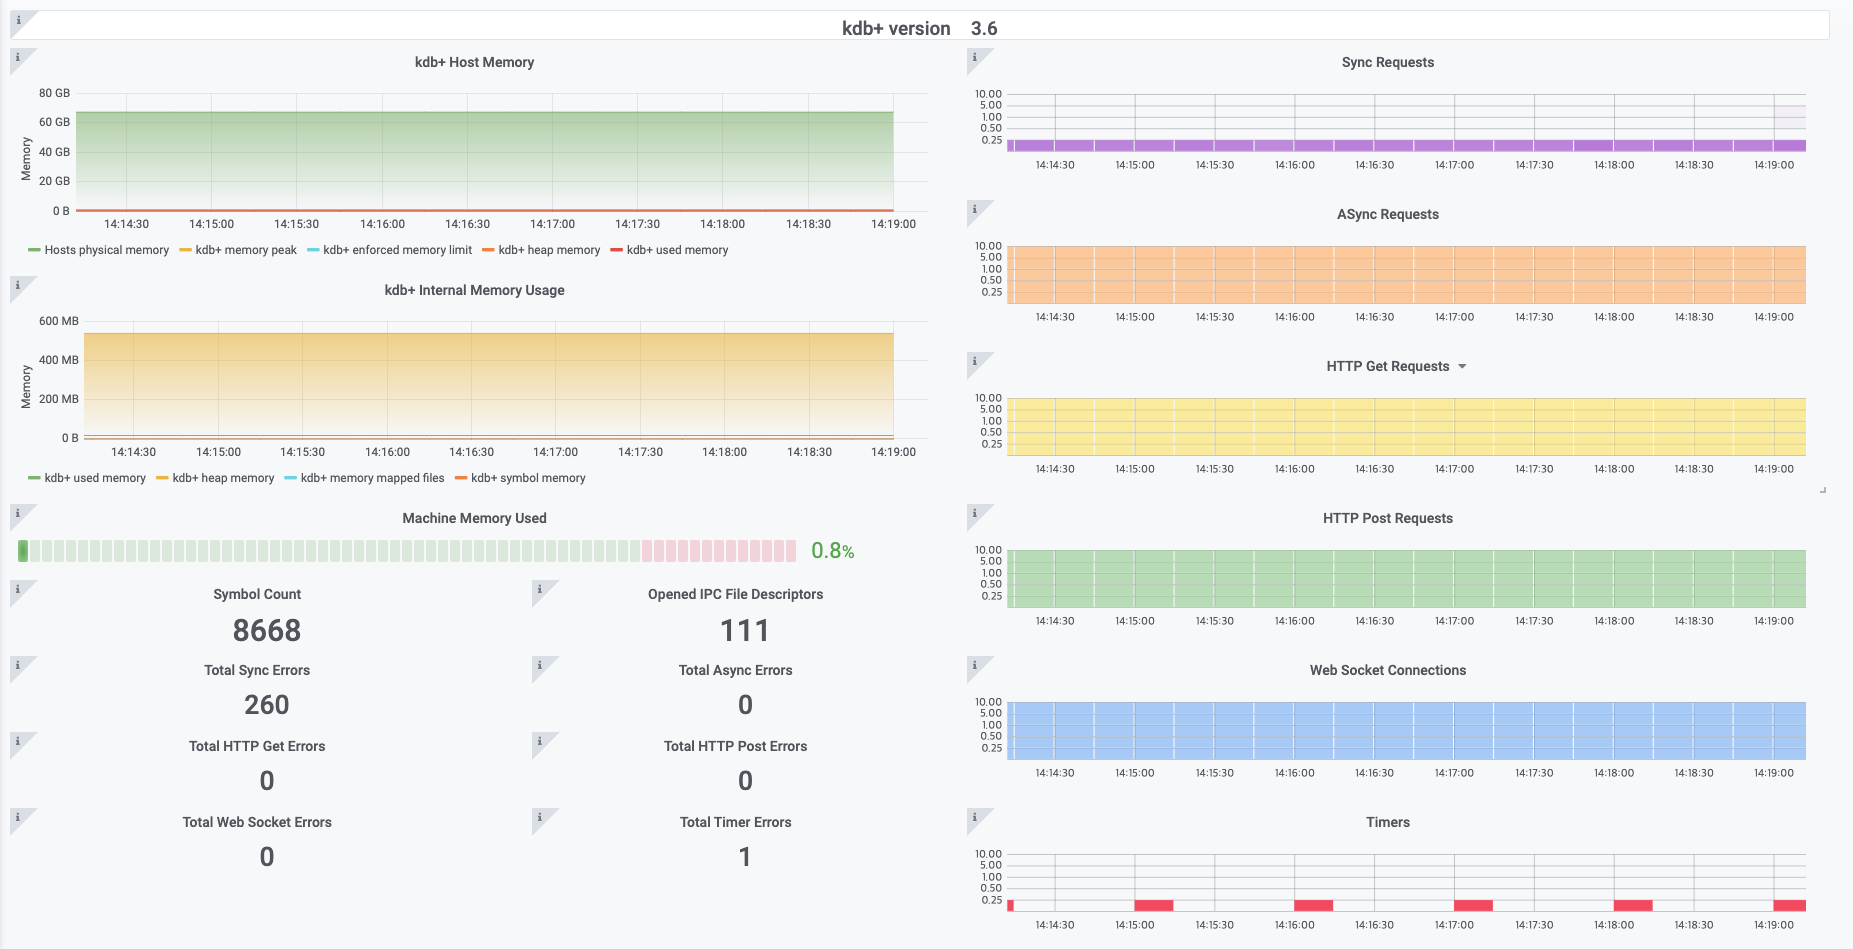 kdb+ version 3.6
kdb+ Host Memory
Memory
80 GB
60 GB
40 GB
20 GB
0 B
14:14:30 14:15:00 14:15:30 14:16:00 14:16:30 14:17:00 14:17:30 14:18:00 14:18:30 14:19:00
Hosts physical memory kdb+ memory peak kdb+ enforced memory limit kdb+ heap memory kdb+ used memory
kdb+ Internal Memory Usage
Memory
600 MB
400 MB
200 MB
0 B
14:14:30 14:15:00 14:15:30 14:16:00 14:16:30 14:17:00 14:17:30 14:18:00 14:18:30 14:19:00
kdb+ used memory kdb+ heap memory kdb+ memory mapped files kdb+ symbol memory
Machine Memory Used
0.8%
Symbol Count
8668
Opened IPC File Descriptors
111
Total Sync Errors
260
Total Async Errors
0
Total HTTP Get Errors
0
Total HTTP Post Errors
0
Total Web Socket Errors
0
Total Timer Errors
1
Sync Requests
10.00
5.00
1.00
0.50
0.25
14:14:30 14:15:00 14:15:30 14:16:00 14:16:30 14:17:00 14:17:30 14:18:00 14:18:30 14:19:00
ASync Requests
10.00
5.00
1.00
0.50
0.25
14:14:30 14:15:00 14:15:30 14:16:00 14:16:30 14:17:00 14:17:30 14:18:00 14:18:30 14:19:00
HTTP Get Requests
10.00
5.00
1.00
0.50
0.25
14:14:30 14:15:00 14:15:30 14:16:00 14:16:30 14:17:00 14:17:30 14:18:00 14:18:30 14:19:00
HTTP Post Requests
10.00
5.00
1.00
0.50
0.25
14:14:30 14:15:00 14:15:30 14:16:00 14:16:30 14:17:00 14:17:30 14:18:00 14:18:30 14:19:00
Web Socket Connections
10.00
5.00
1.00
0.50
0.25
14:14:30 14:15:00 14:15:30 14:16:00 14:16:30 14:17:00 14:17:30 14:18:00 14:18:30 14:19:00
Timers
10.00
5.00
1.00
0.50
0.25
14:14:30 14:15:00 14:15:30 14:16:00 14:16:30 14:17:00 14:17:30 14:18:00 14:18:30 14:19:00